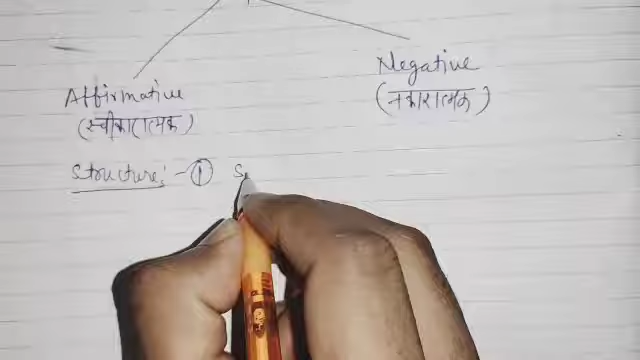 Affirmative
(स्वीकारात्मक)
Negative
(नकारात्मक)
Structure: - ①